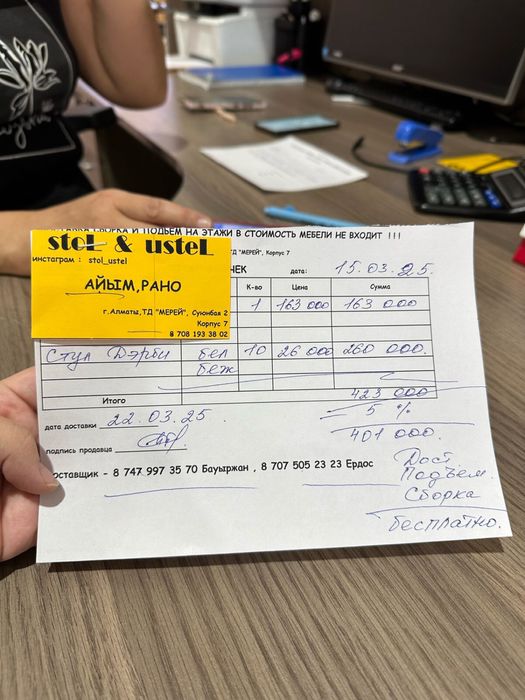 СБОРКА И ПОДЪЕМ НА ЭТАЖИ В СТОИМОСТЬ МЕБЕЛИ НЕ ВХОДИТ !!!
stoL & usteL
инстаграм : stol_ustel
АЙЫМ,РАНО
г.Алматы,ТД "МЕРЕЙ", Суюнбая 2
Корпус 7
8 708 193 38 02
ТД "МЕРЕЙ", Корпус 7
ЧЕК дата: 15.03.25.
К-во Цена Сумма
1 163 000 163 000
Стул Дэрби бел 10 26 000 260 000.
беж
Итого 423 000
5 %
дата доставки 22.03.25.
401 000.
подпись продавца
оставщик - 8 747 997 35 70 Бауыржан , 8 707 505 23 23 Ердос
Дост
Подъем.
Сборка
бесплатно.